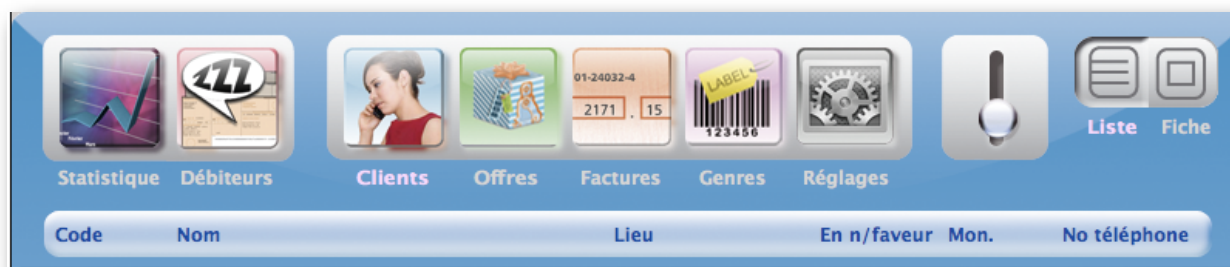 ZZZ
01-24032-4
2171 . 15
LABEL
123456
Liste Fiche
Statistique Débiteurs Clients Offres Factures Genres Réglages
Code Nom Lieu En n/faveur Mon. No téléphone